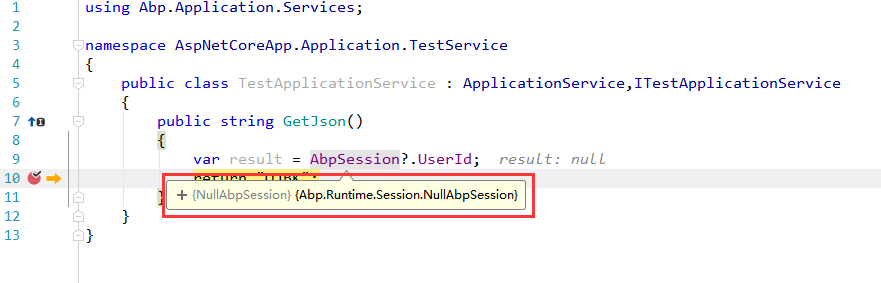 1 using Abp.Application.Services;
2
3 namespace AspNetCoreApp.Application.TestService
4 {
5 public class TestApplicationService : ApplicationService,ITestApplicationService
6 {
7 public string GetJson()
8 {
9 var result = AbpSession?.UserId; result: null
10 return
{NullAbpSession} {Abp.Runtime.Session.NullAbpSession}
11 }
12 }
13 }